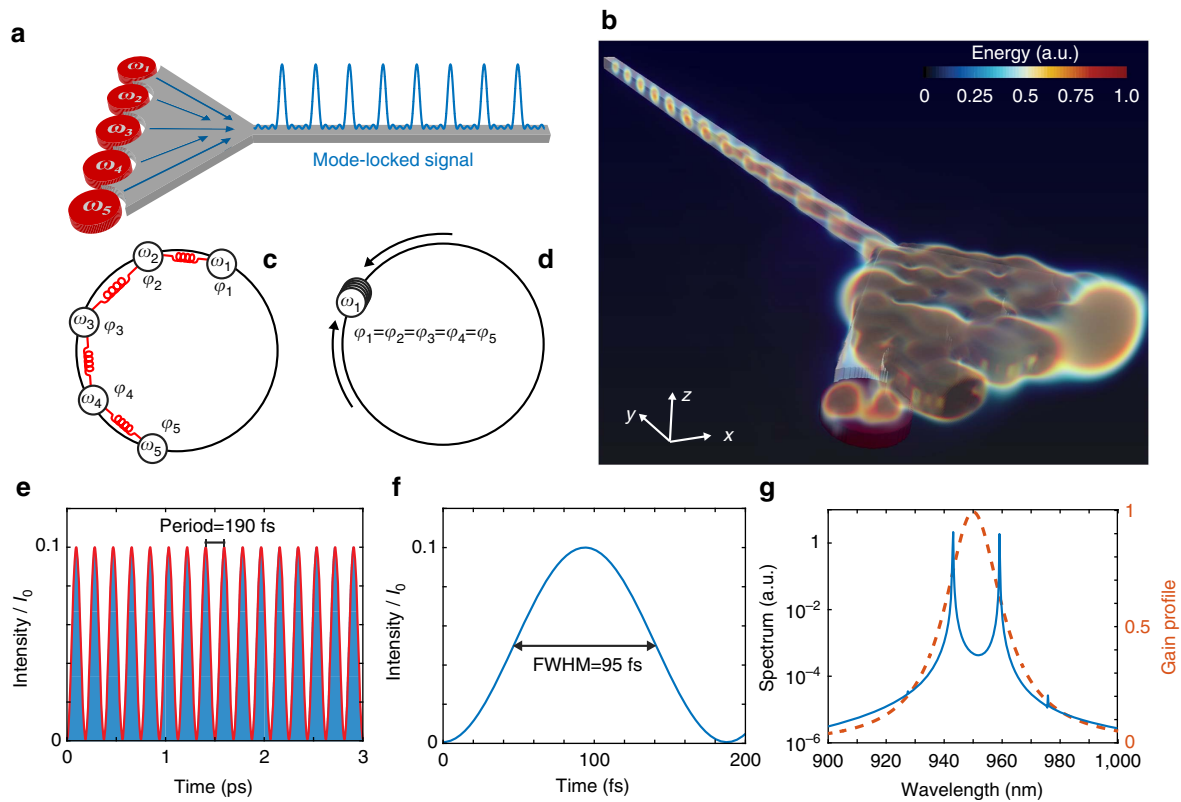 a
ω1
ω2
ω3
ω4
ω5
Mode-locked signal
b
Energy (a.u.)
0 0.25 0.5 0.75 1.0
z
y
x
c
ω2
ω1
φ2
φ1
ω3
φ3
φ4
ω4
φ5
ω5
d
ω1
φ1=φ2=φ3=φ4=φ5
e
Period=190 fs
0.1
0
Intensity / I0
0 1 2 3
Time (ps)
f
0.1
0
Intensity / I0
FWHM=95 fs
0 100 200
Time (fs)
g
1
10−2
10−4
10−6
Spectrum (a.u.)
1
0.5
0
Gain profile
900 920 940 960 980 1,000
Wavelength (nm)